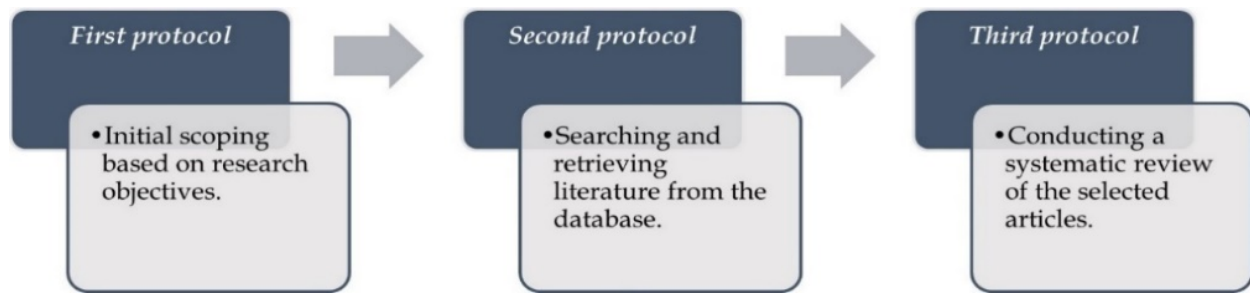 First protocol
•Initial scoping
based on research
objectives.
Second protocol
•Searching and
retrieving
literature from the
database.
Third protocol
•Conducting a
systematic review
of the selected
articles.